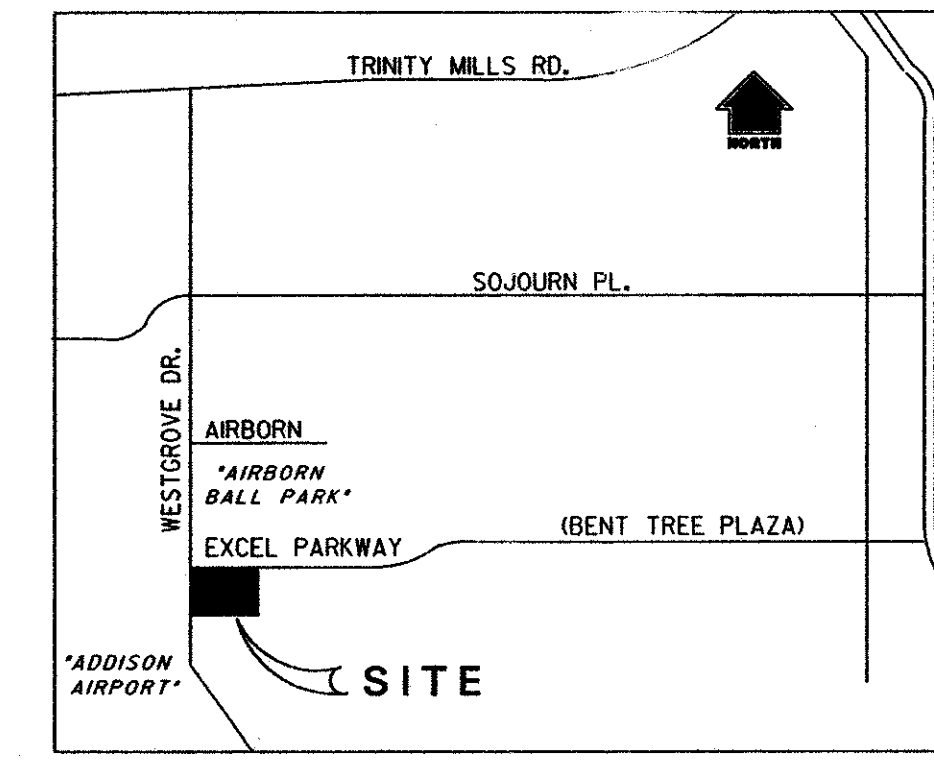 TRINITY MILLS RD.
NORTH
SOJOURN PL.
WESTGROVE DR.
AIRBORN
"AIRBORN
BALL PARK"
(BENT TREE PLAZA)
EXCEL PARKWAY
"ADDISON
AIRPORT"
SITE